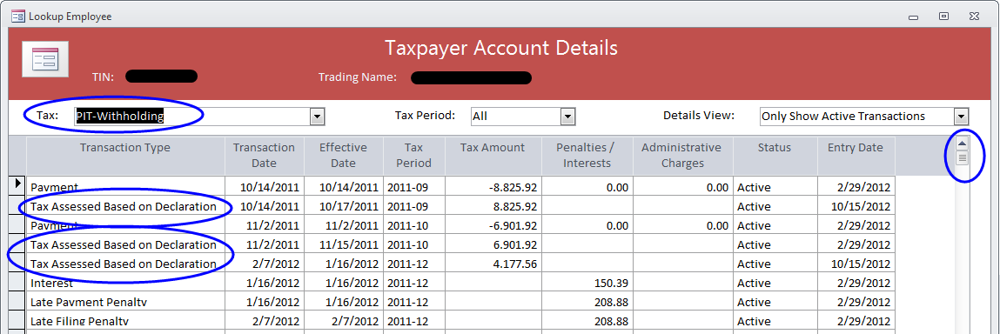 Lookup Employee
Taxpayer Account Details
TIN: Trading Name:
Tax: PIT-Withholding Tax Period: All Details View: Only Show Active Transactions
Transaction Type Transaction Date Effective Date Tax Period Tax Amount Penalties / Interests Administrative Charges Status Entry Date
Payment 10/14/2011 10/14/2011 2011-09 -8.825.92 0.00 0.00 Active 2/29/2012
Tax Assessed Based on Declaration 10/14/2011 10/17/2011 2011-09 8.825.92 Active 10/15/2012
Payment 11/2/2011 11/2/2011 2011-10 -6.901.92 0.00 0.00 Active 2/29/2012
Tax Assessed Based on Declaration 11/2/2011 11/15/2011 2011-10 6.901.92 Active 2/29/2012
Tax Assessed Based on Declaration 2/7/2012 1/16/2012 2011-12 4.177.56 Active 10/15/2012
Interest 1/16/2012 1/16/2012 2011-12 150.39 Active 2/29/2012
Late Payment Penalty 1/16/2012 1/16/2012 2011-12 208.88 Active 2/29/2012
Late Filing Penalty 2/7/2012 2/7/2012 2011-12 208.88 Active 2/29/2012